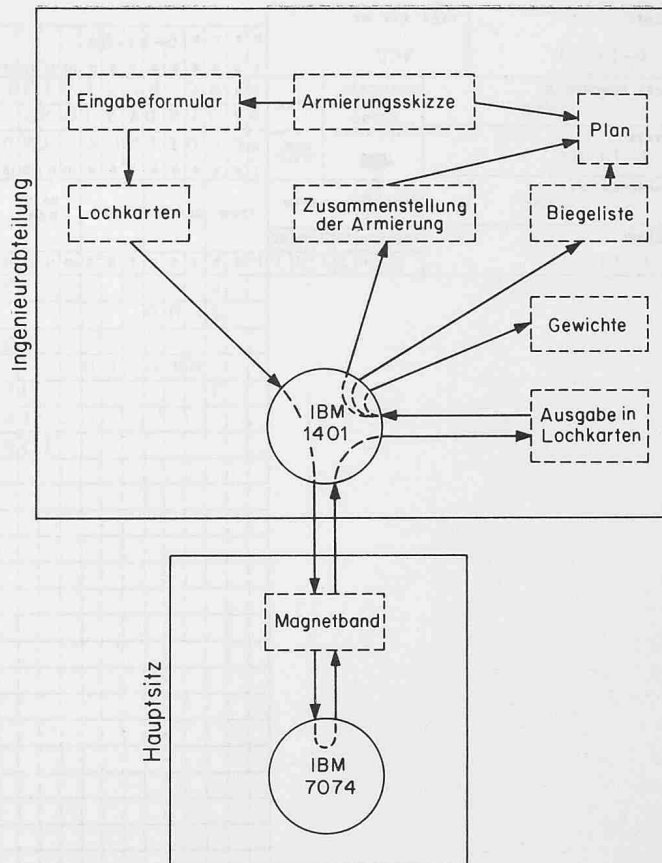 Ingenieurabteilung
Eingabeformular
Armierungsskizze
Plan
Lochkarten
Zusammenstellung
der Armierung
Biegeliste
Gewichte
IBM
1401
Ausgabe in
Lochkarten
Hauptsitz
Magnetband
IBM
7074